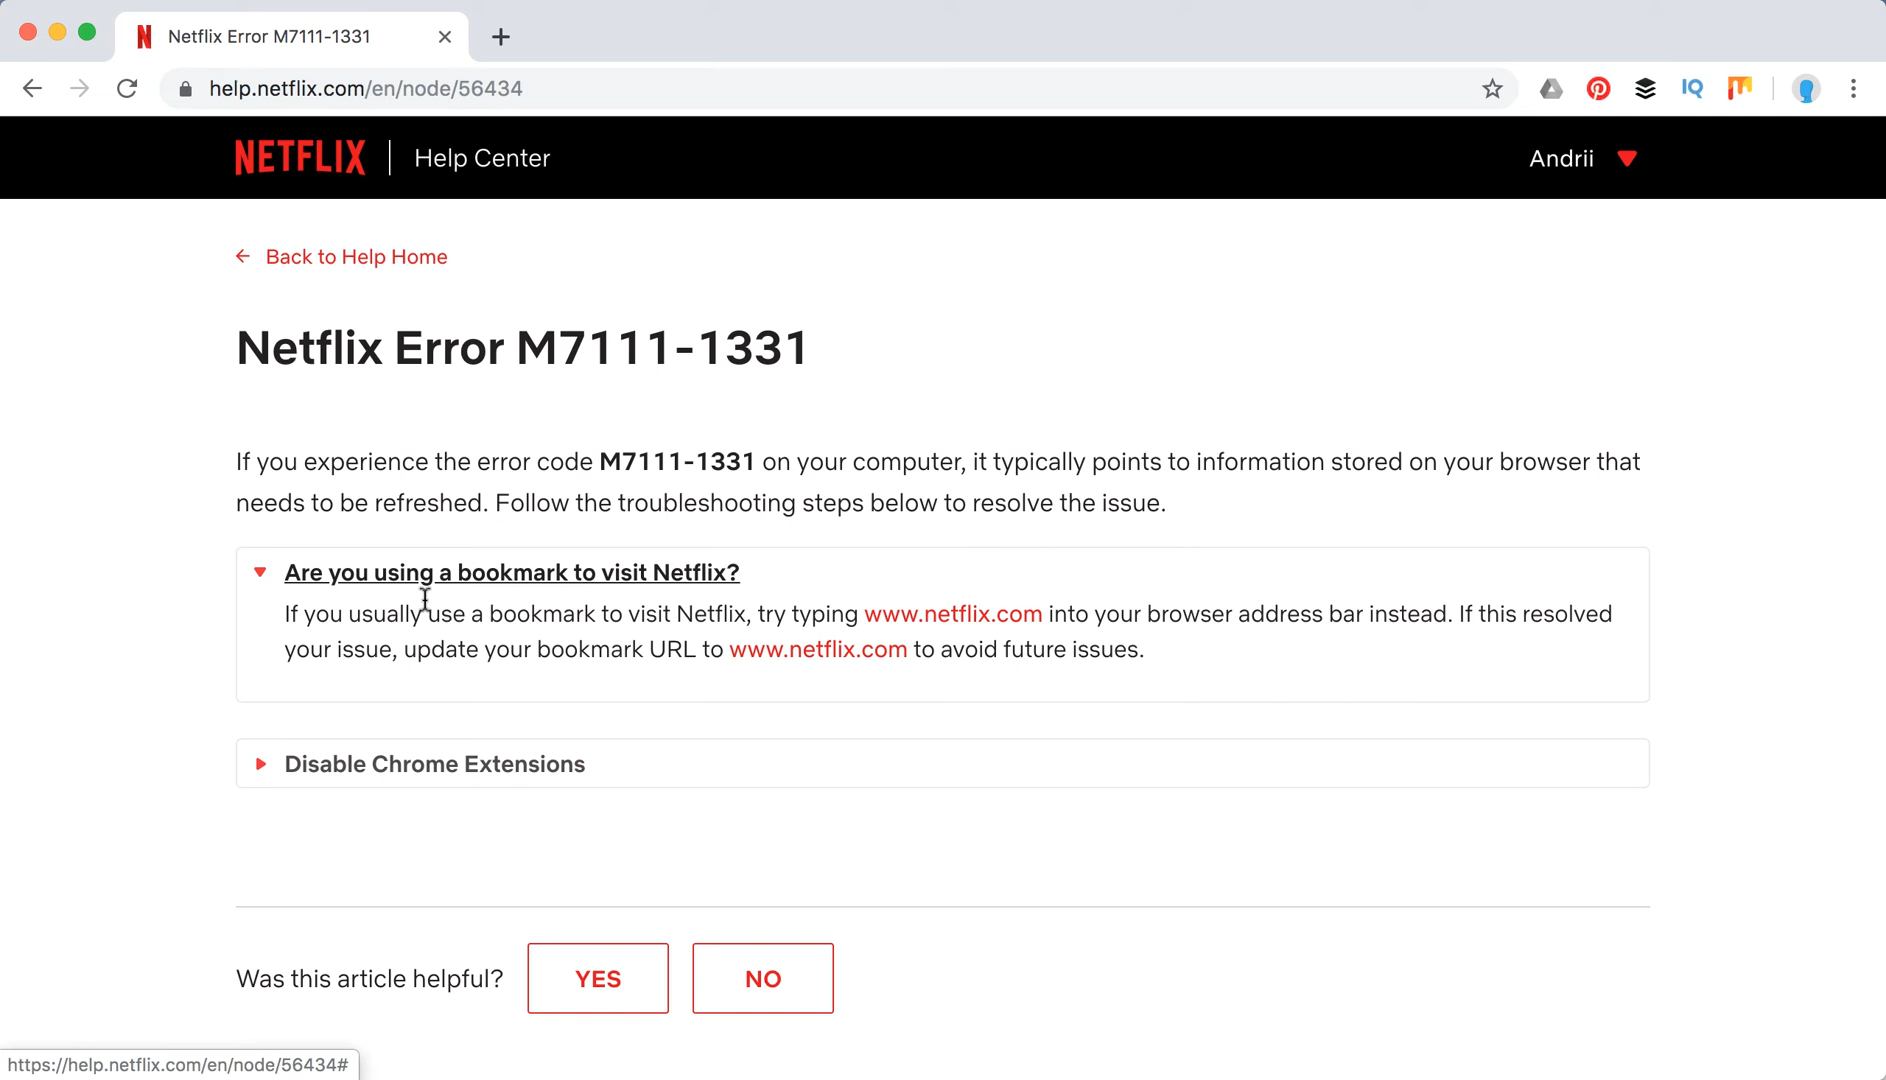 Netflix Error M7111-1331
help.netflix.com/en/node/56434
IQ
NETFLIX Help Center
Andrii
Back to Help Home
Netflix Error M7111-1331
If you experience the error code M7111-1331 on your computer, it typically points to information stored on your browser that
needs to be refreshed. Follow the troubleshooting steps below to resolve the issue.
Are you using a bookmark to visit Netflix?
If you usually use a bookmark to visit Netflix, try typing www.netflix.com into your browser address bar instead. If this resolved
your issue, update your bookmark URL to www.netflix.com to avoid future issues.
Disable Chrome Extensions
Was this article helpful? YES NO
https://help.netflix.com/en/node/56434#